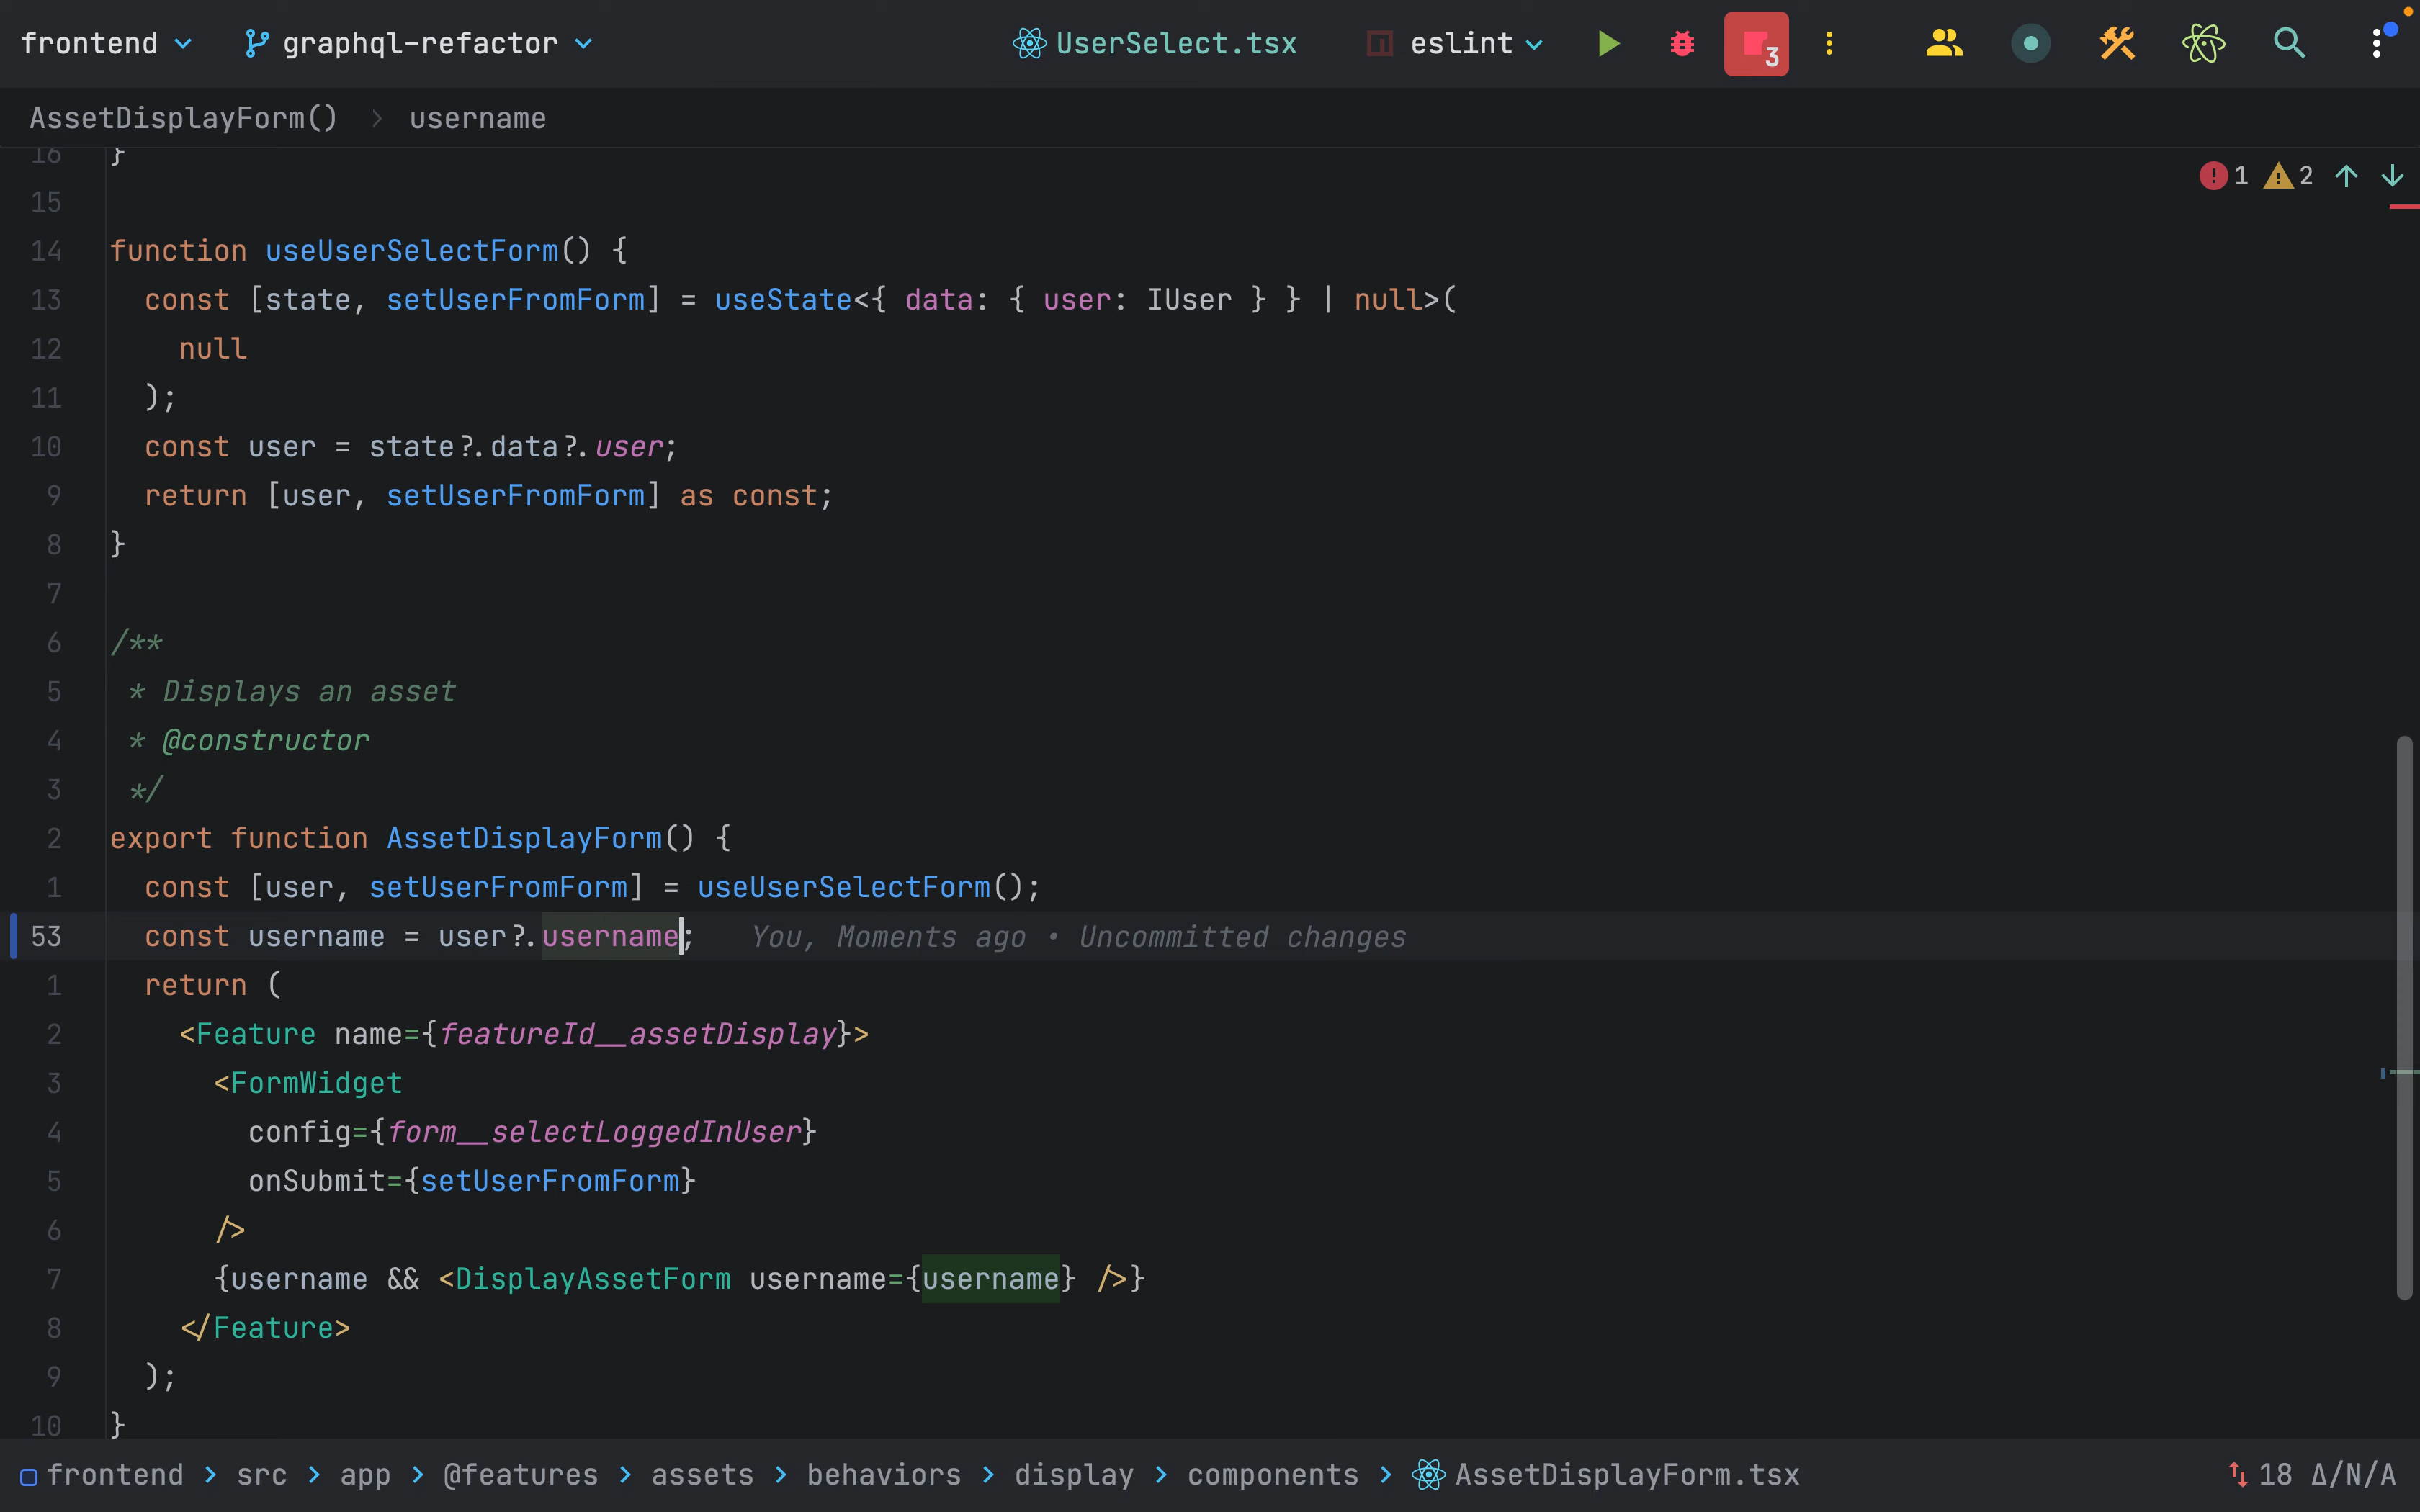 frontend graphql-refactor UserSelect.tsx eslint 3
AssetDisplayForm() > username
16 }
1 2
15
14 function useUserSelectForm() {
13 const [state, setUserFromForm] = useState<{ data: { user: IUser } } | null>(
12 null
11 );
10 const user = state?.data?.user;
9 return [user, setUserFromForm] as const;
8 }
7
6 /**
5 * Displays an asset
4 * @constructor
3 */
2 export function AssetDisplayForm() {
1 const [user, setUserFromForm] = useUserSelectForm();
53 const username = user?.username; You, Moments ago • Uncommitted changes
1 return (
2 <Feature name={featureId__assetDisplay}>
3 <FormWidget
4 config={form__selectLoggedInUser}
5 onSubmit={setUserFromForm}
6 />
7 {username && <DisplayAssetForm username={username} />}
8 </Feature>
9 );
10 }
frontend > src > app > @features > assets > behaviors > display > components > AssetDisplayForm.tsx 18 Δ/N/A